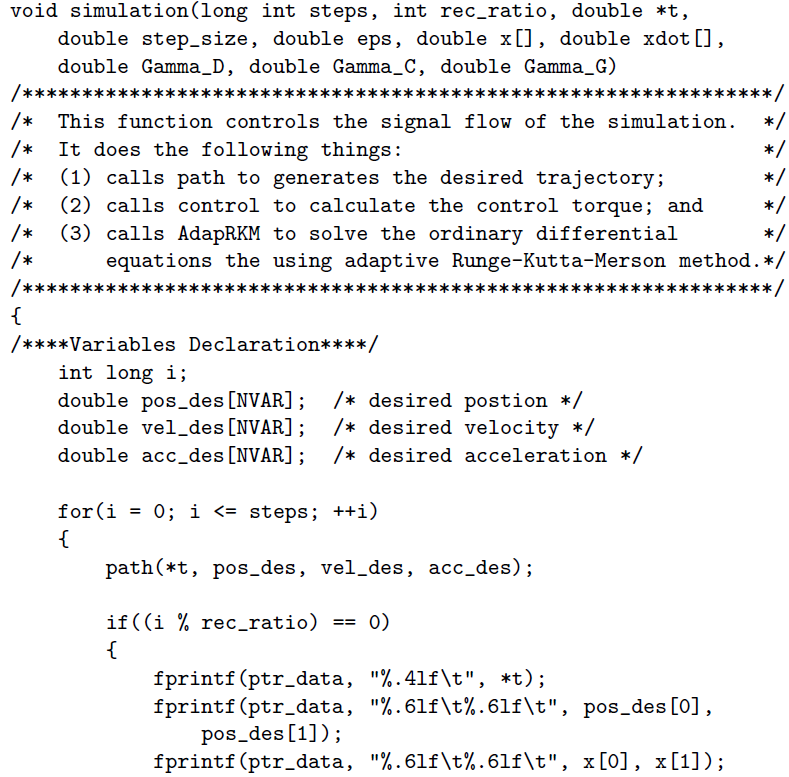 void simulation(long int steps, int rec_ratio, double *t,
    double step_size, double eps, double x[], double xdot[],
    double Gamma_D, double Gamma_C, double Gamma_G)
/***************************************************************/
/*  This function controls the signal flow of the simulation.  */
/*  It does the following things:                              */
/*  (1) calls path to generates the desired trajectory;        */
/*  (2) calls control to calculate the control torque; and     */
/*  (3) calls AdapRKM to solve the ordinary differential       */
/*      equations the using adaptive Runge-Kutta-Merson method.*/
/***************************************************************/
{
/****Variables Declaration****/
    int long i;
    double pos_des[NVAR];  /* desired postion */
    double vel_des[NVAR];  /* desired velocity */
    double acc_des[NVAR];  /* desired acceleration */

    for(i = 0; i <= steps; ++i)
    {
        path(*t, pos_des, vel_des, acc_des);

        if((i % rec_ratio) == 0)
        {
            fprintf(ptr_data, "%.4lf\t", *t);
            fprintf(ptr_data, "%.6lf\t%.6lf\t", pos_des[0],
                pos_des[1]);
            fprintf(ptr_data, "%.6lf\t%.6lf\t", x[0], x[1]);